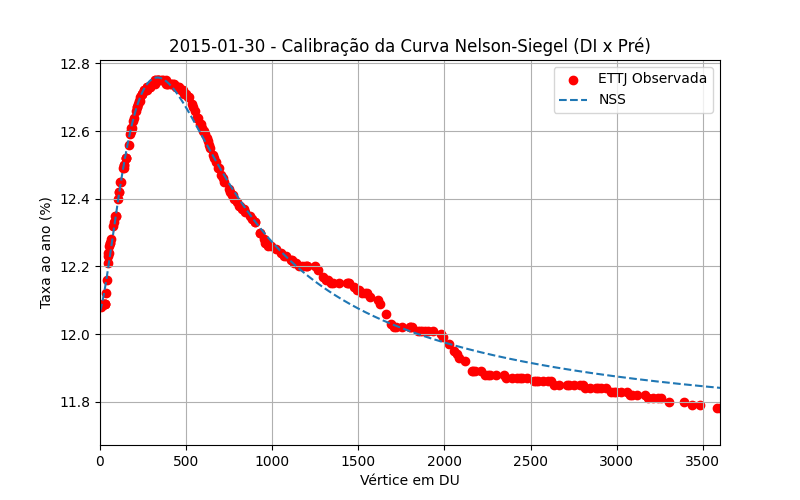 2015-01-30 - Calibração da Curva Nelson-Siegel (DI x Pré)
ETTJ Observada
NSS
Taxa ao ano (%)
12.8
12.6
12.4
12.2
12.0
11.8
0
500
1000
1500
2000
2500
3000
3500
Vértice em DU